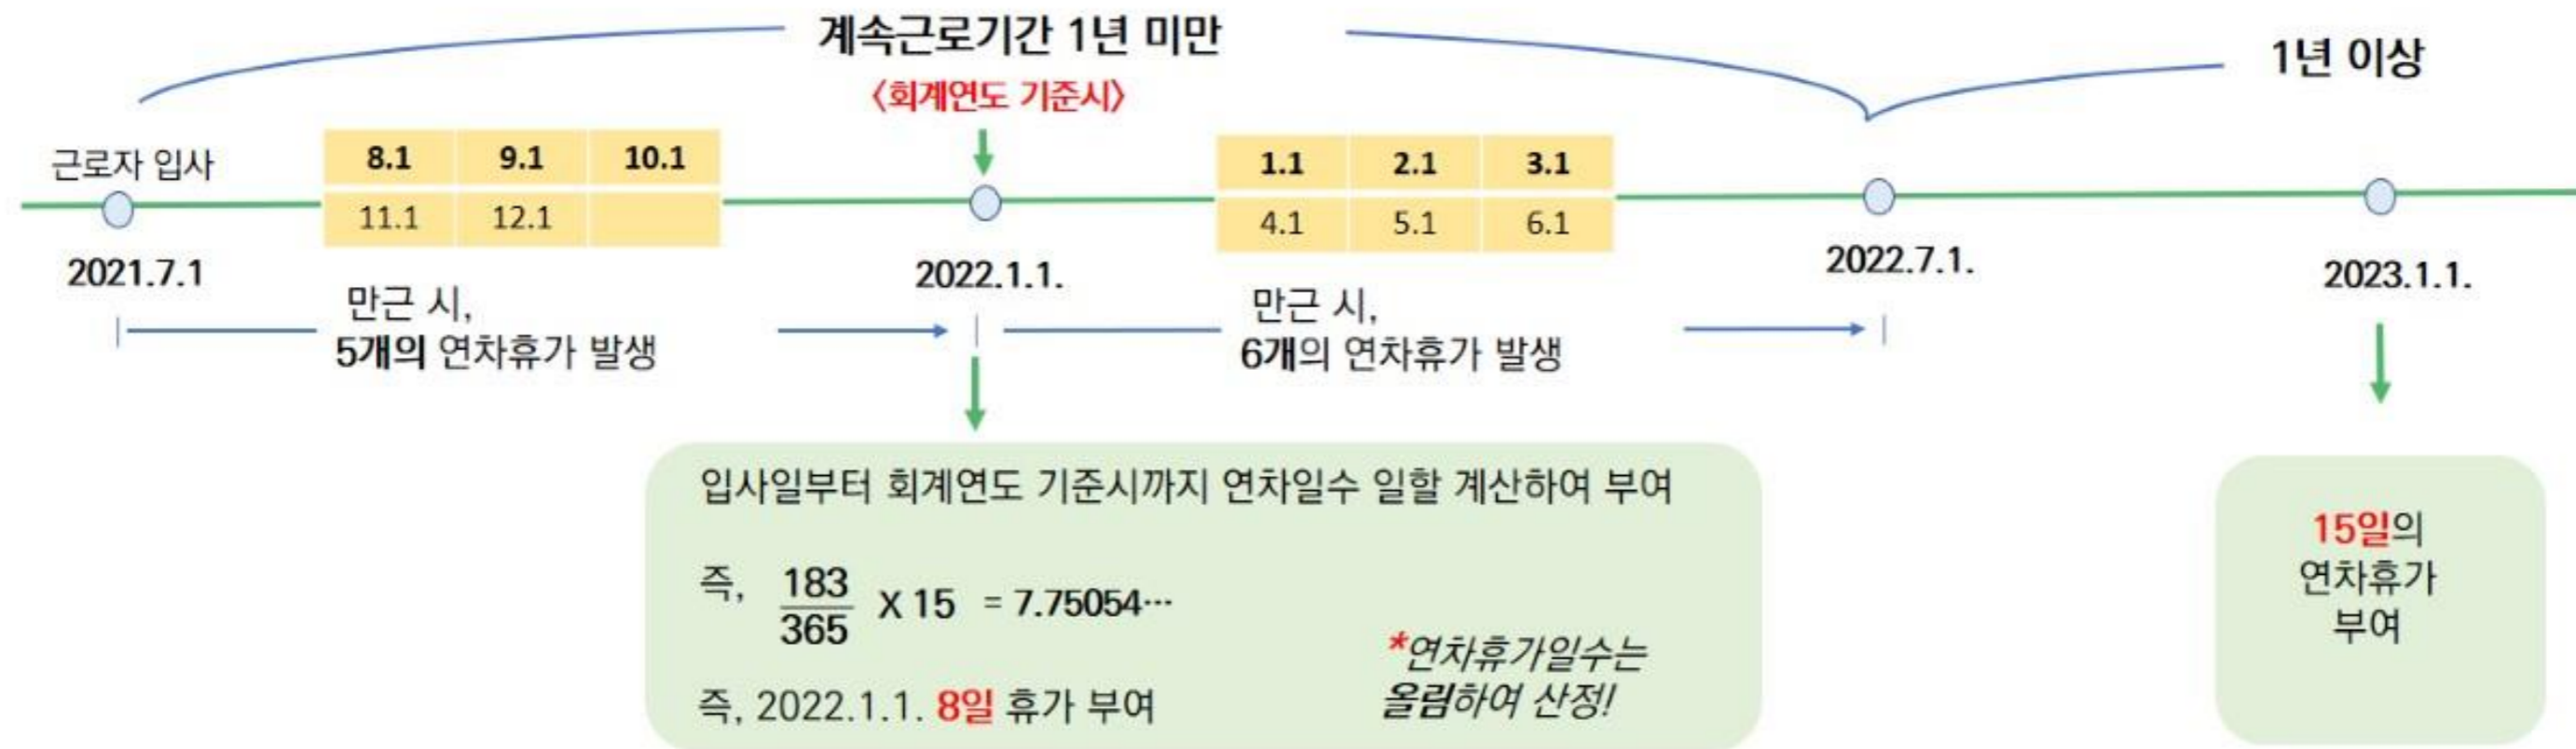 계속근로기간 1년 미만
1년 이상
<회계연도 기준시>
근로자 입사
8.1 9.1 10.1
11.1 12.1
1.1 2.1 3.1
4.1 5.1 6.1
2021.7.1
2022.1.1.
2022.7.1.
2023.1.1.
만근 시,
5개의 연차휴가 발생
만근 시,
6개의 연차휴가 발생
입사일부터 회계연도 기준시까지 연차일수 일할 계산하여 부여
즉, 183/365 X 15 = 7.75054…
*연차휴가일수는
올림하여 산정!
즉, 2022.1.1. 8일 휴가 부여
15일의
연차휴가
부여